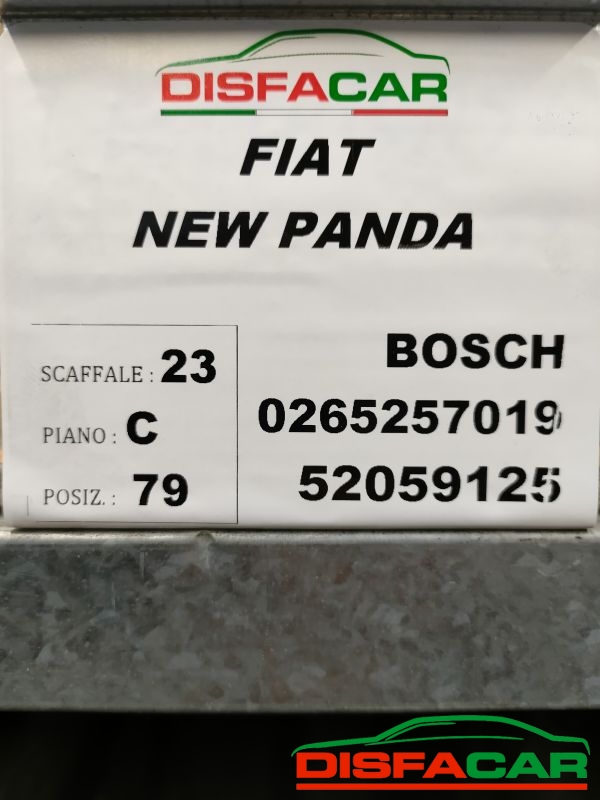 DISFACAR
FIAT
NEW PANDA
SCAFFALE : 23
PIANO : C
POSIZ. : 79
BOSCH
0265257019
52059125
DISFACAR